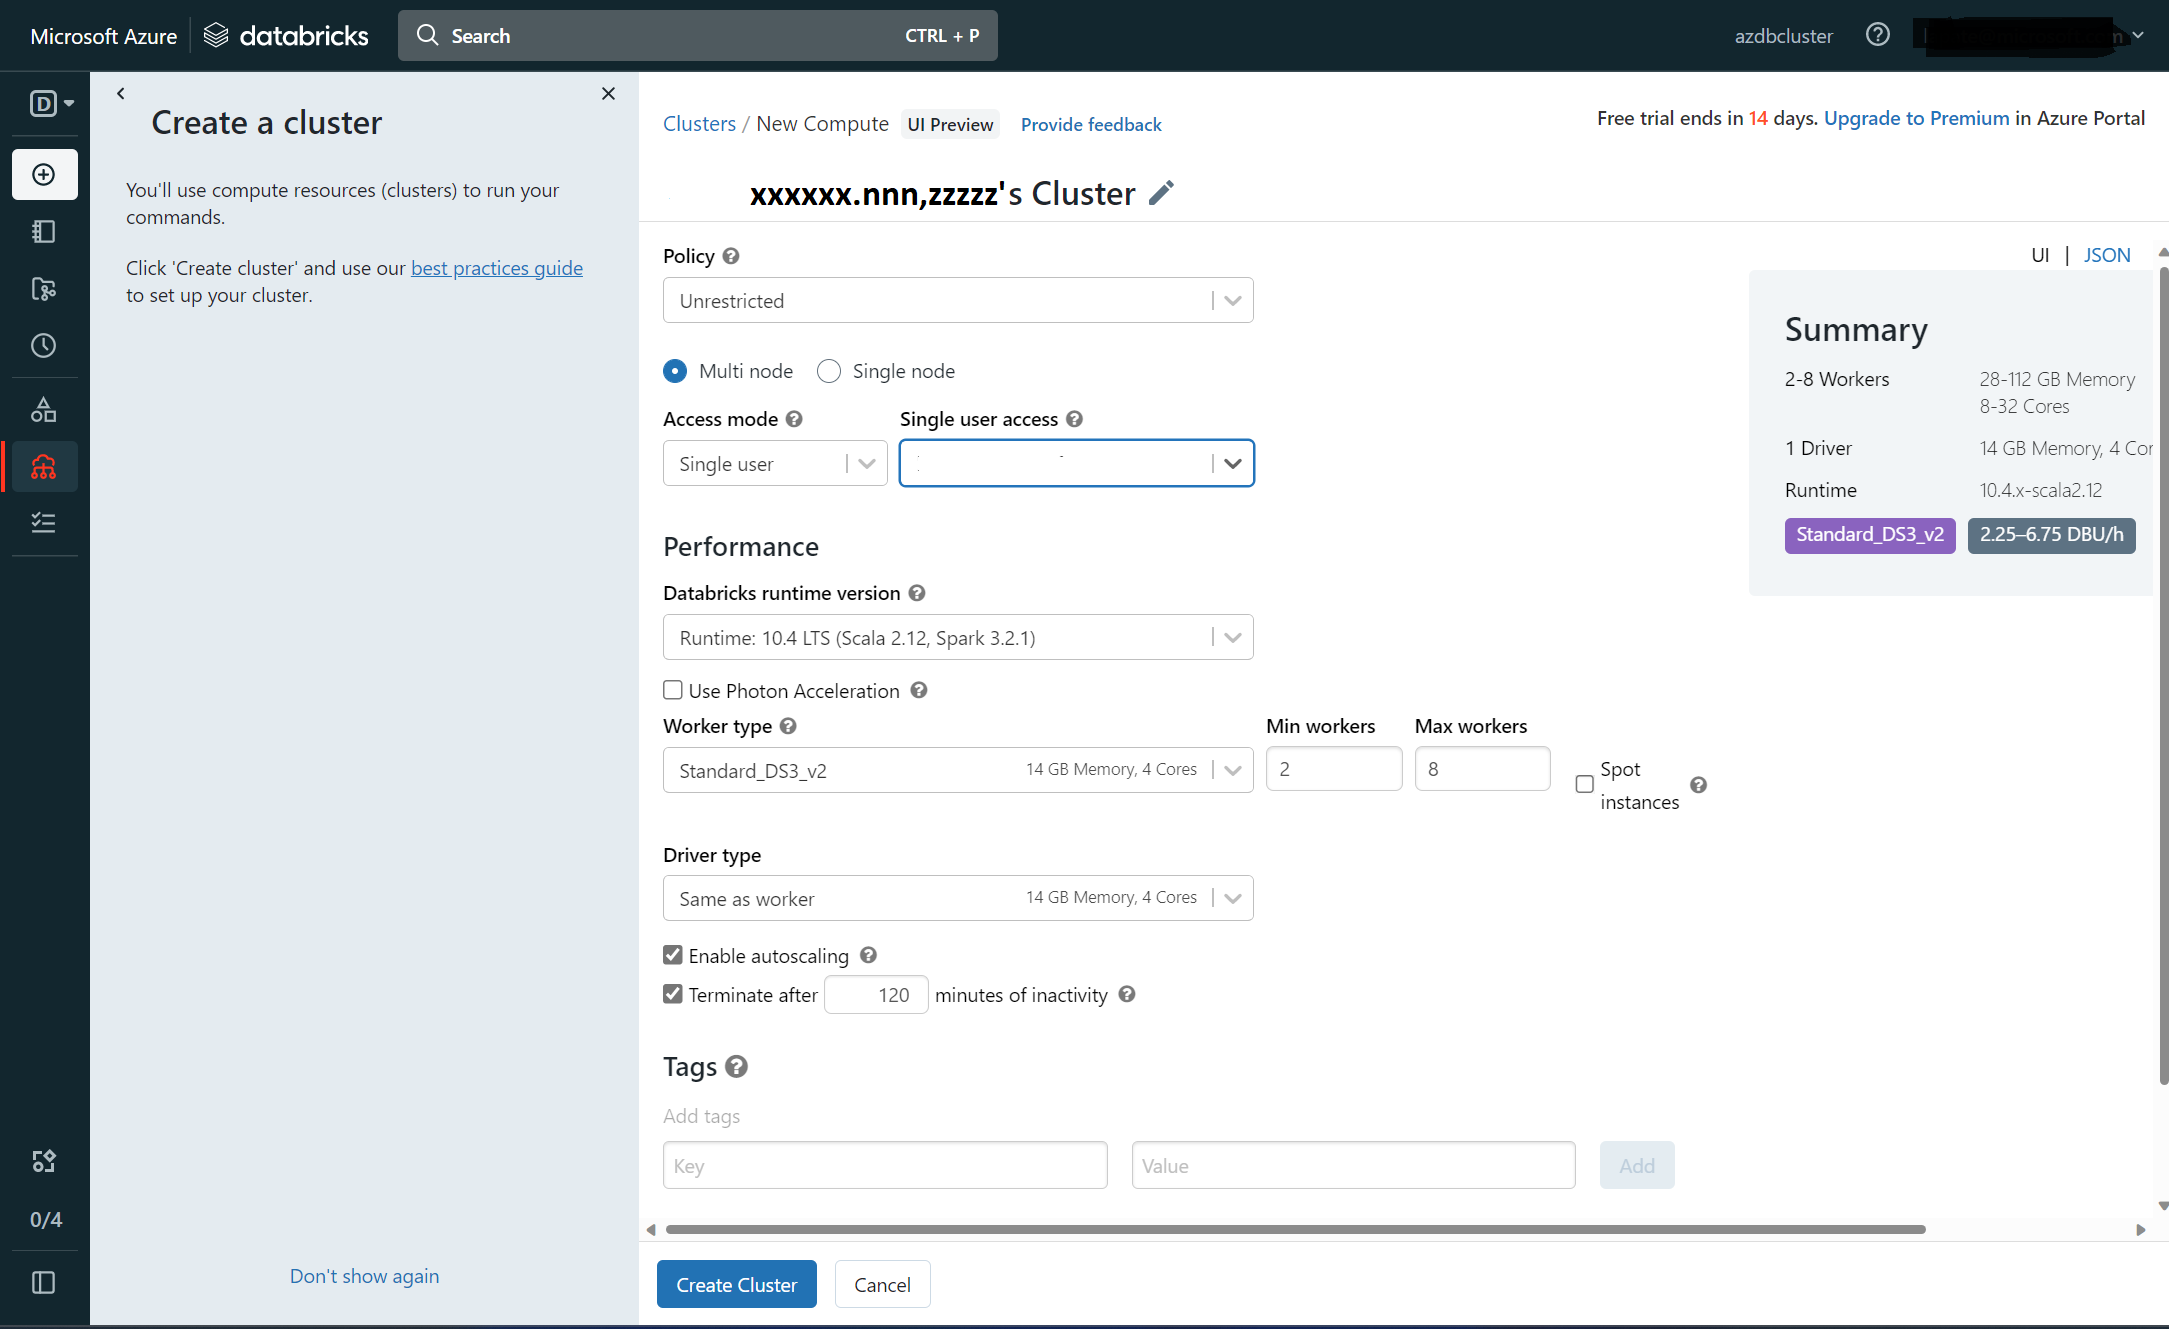 Microsoft Azure databricks Search CTRL + P azdbcluster
Create a cluster
You'll use compute resources (clusters) to run your
commands.
Click 'Create cluster' and use our best practices guide
to set up your cluster.
Don't show again
0/4
Clusters / New Compute UI Preview Provide feedback
Free trial ends in 14 days. Upgrade to Premium in Azure Portal
xxxxxx.nnn,zzzzz's Cluster
UI | JSON
Policy
Unrestricted
Multi node Single node
Access mode Single user access
Single user
Performance
Databricks runtime version
Runtime: 10.4 LTS (Scala 2.12, Spark 3.2.1)
Use Photon Acceleration
Worker type Min workers Max workers
Standard_DS3_v2 14 GB Memory, 4 Cores 2 8
Spot
instances
Driver type
Same as worker 14 GB Memory, 4 Cores
Enable autoscaling
Terminate after 120 minutes of inactivity
Tags
Add tags
Key Value Add
Create Cluster Cancel
Summary
2-8 Workers 28-112 GB Memory
8-32 Cores
1 Driver 14 GB Memory, 4 Cor
Runtime 10.4.x-scala2.12
Standard_DS3_v2 2.25–6.75 DBU/h